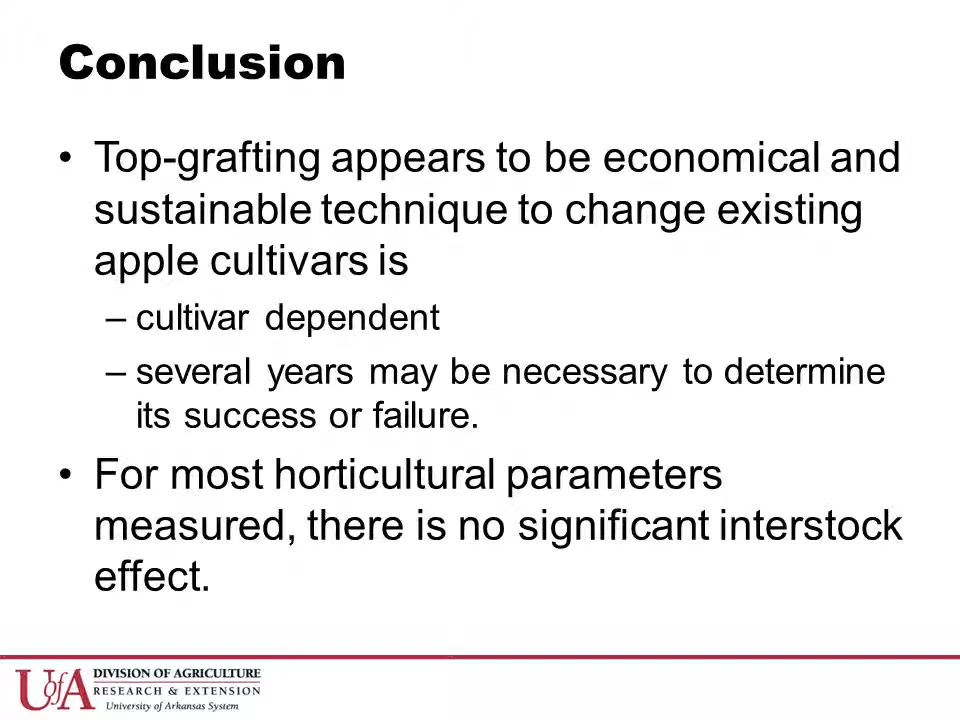 Conclusion
• Top-grafting appears to be economical and
sustainable technique to change existing
apple cultivars is
– cultivar dependent
– several years may be necessary to determine
its success or failure.
• For most horticultural parameters
measured, there is no significant interstock
effect.
UofA DIVISION OF AGRICULTURE
RESEARCH & EXTENSION
University of Arkansas System